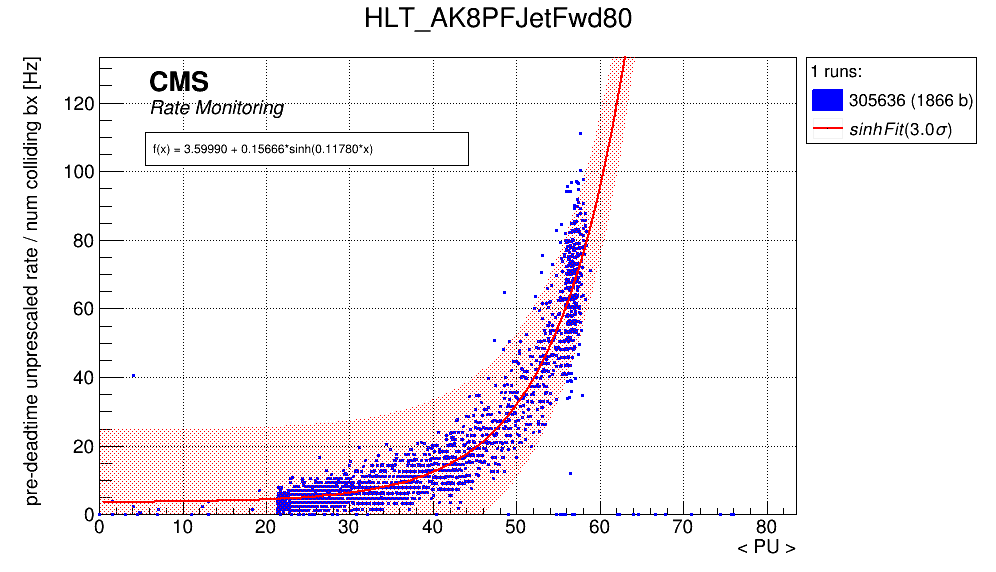 HLT_AK8PFJetFwd80
pre-deadtime unprescaled rate / num colliding bx [Hz]
CMS
Rate Monitoring
f(x) = 3.59990 + 0.15666*sinh(0.11780*x)
1 runs:
305636 (1866 b)
sinhFit(3.0σ)
120
100
80
60
40
20
0
0 10 20 30 40 50 60 70 80
< PU >